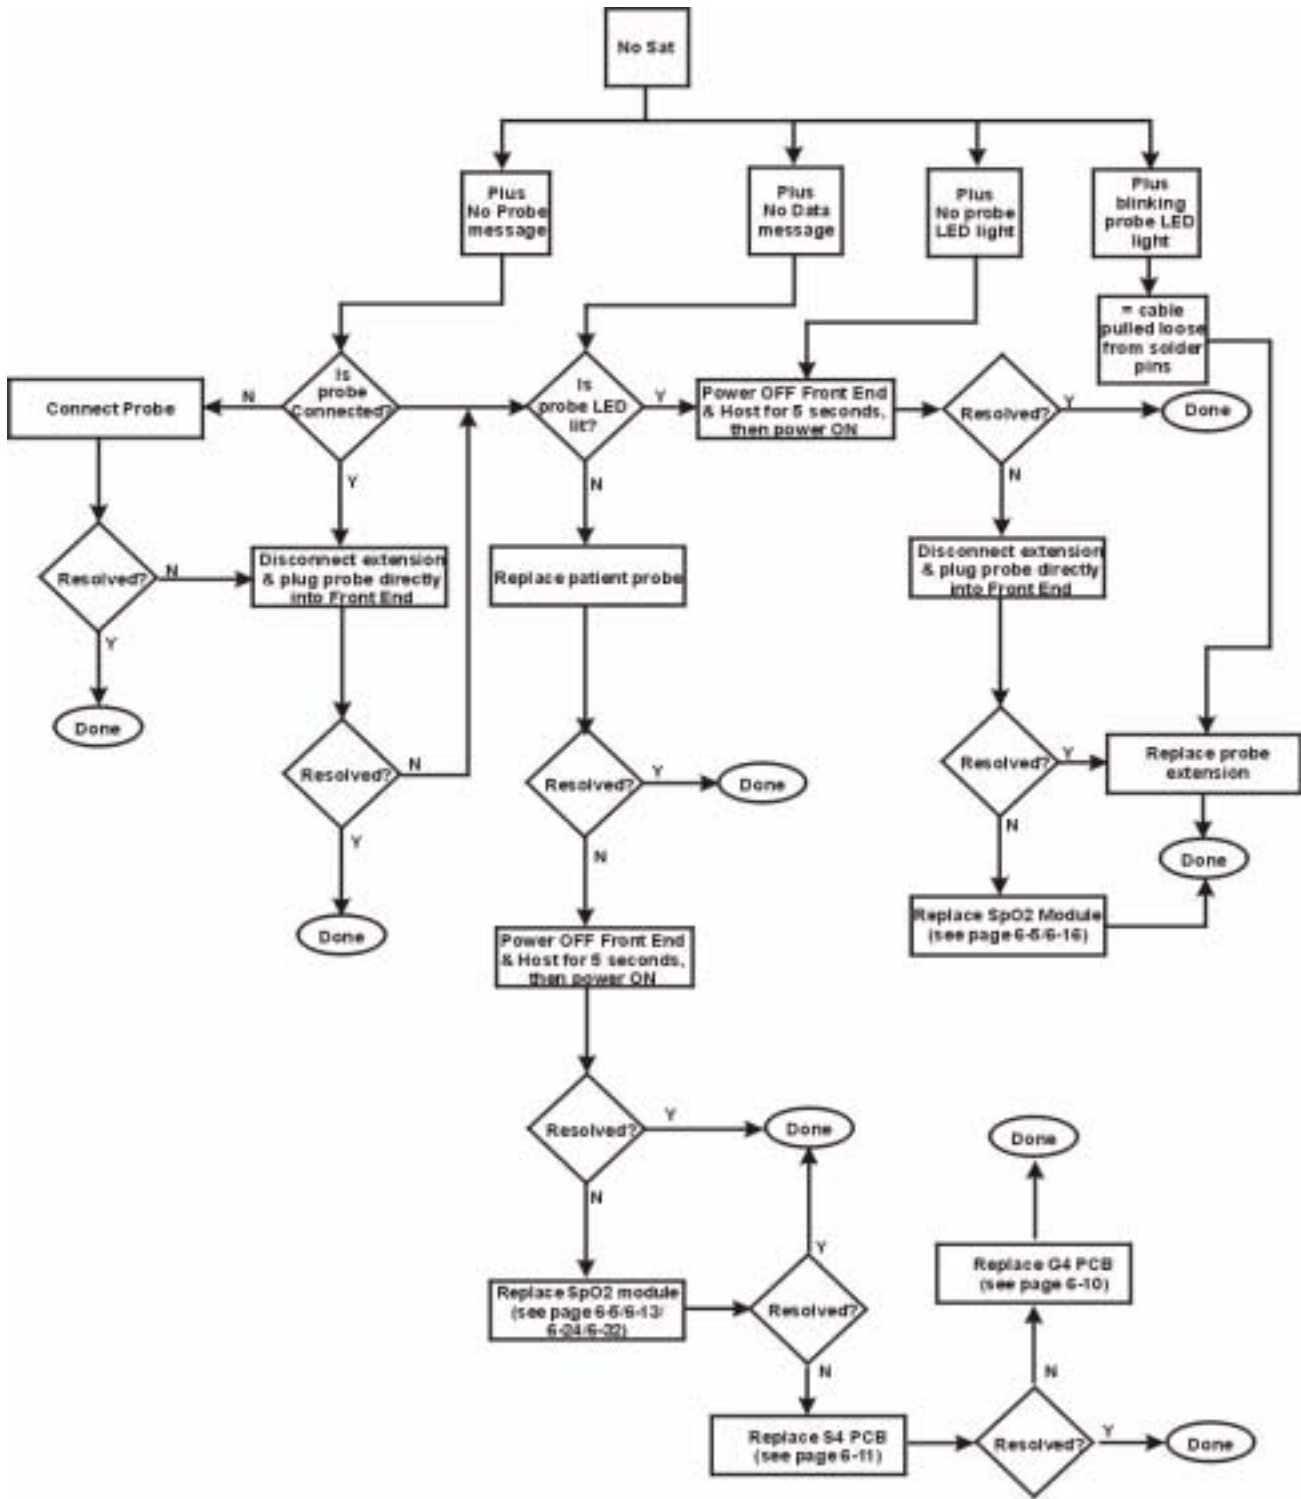 No Sat
Plus
No Probe
message
Plus
No Data
message
Plus
No probe
LED light
Plus
blinking
probe LED
light
= cable
pulled loose
from solder
pins
Connect Probe
N
Is
probe
Connected?
Y
Is
probe LED
lit?
Y
N
Power OFF Front End
& Host for 5 seconds,
then power ON
Resolved?
Y
Done
N
Resolved?
N
Y
Done
Disconnect extension
& plug probe directly
into Front End
Replace patient probe
Disconnect extension
& plug probe directly
into Front End
Resolved?
N
Y
Done
Resolved?
Y
Done
N
Resolved?
Y
N
Replace probe
extension
Done
Replace SpO2 Module
(see page 6-5/6-16)
Power OFF Front End
& Host for 5 seconds,
then power ON
Resolved?
Y
Done
N
Replace SpO2 module
(see page 6-5/6-13/
6-24/6-32)
Resolved?
Y
N
Replace S4 PCB
(see page 6-11)
Resolved?
Y
Done
N
Replace G4 PCB
(see page 6-10)
Done